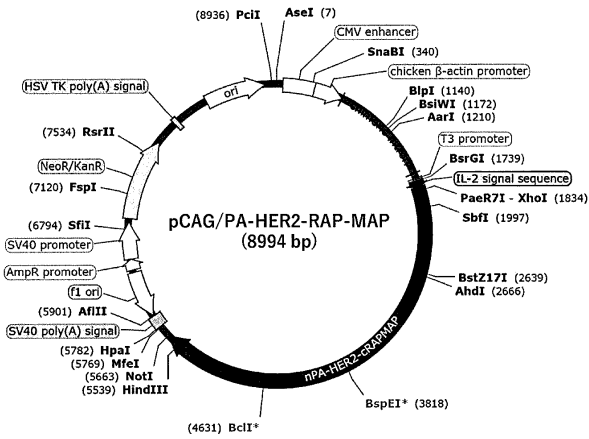 (8936) PciI
AseI (7)
CMV enhancer
SnaBI (340)
chicken β-actin promoter
BlpI (1140)
BsiWI (1172)
AarI (1210)
T3 promoter
BsrGI (1739)
IL-2 signal sequence
PaeR7I - XhoI (1834)
SbfI (1997)
BstZ17I (2639)
AhdI (2666)
nPA-HER2-cRAPMAP
BspEI* (3818)
(4631) BclI*
(5539) HindIII
(5663) NotI
(5769) MfeI
(5782) HpaI
SV40 poly(A) signal
(5901) AflII
f1 ori
AmpR promoter
SV40 promoter
(6794) SfiI
(7120) FspI
NeoR/KanR
(7534) RsrII
HSV TK poly(A) signal
ori
pCAG/PA-HER2-RAP-MAP
(8994 bp)